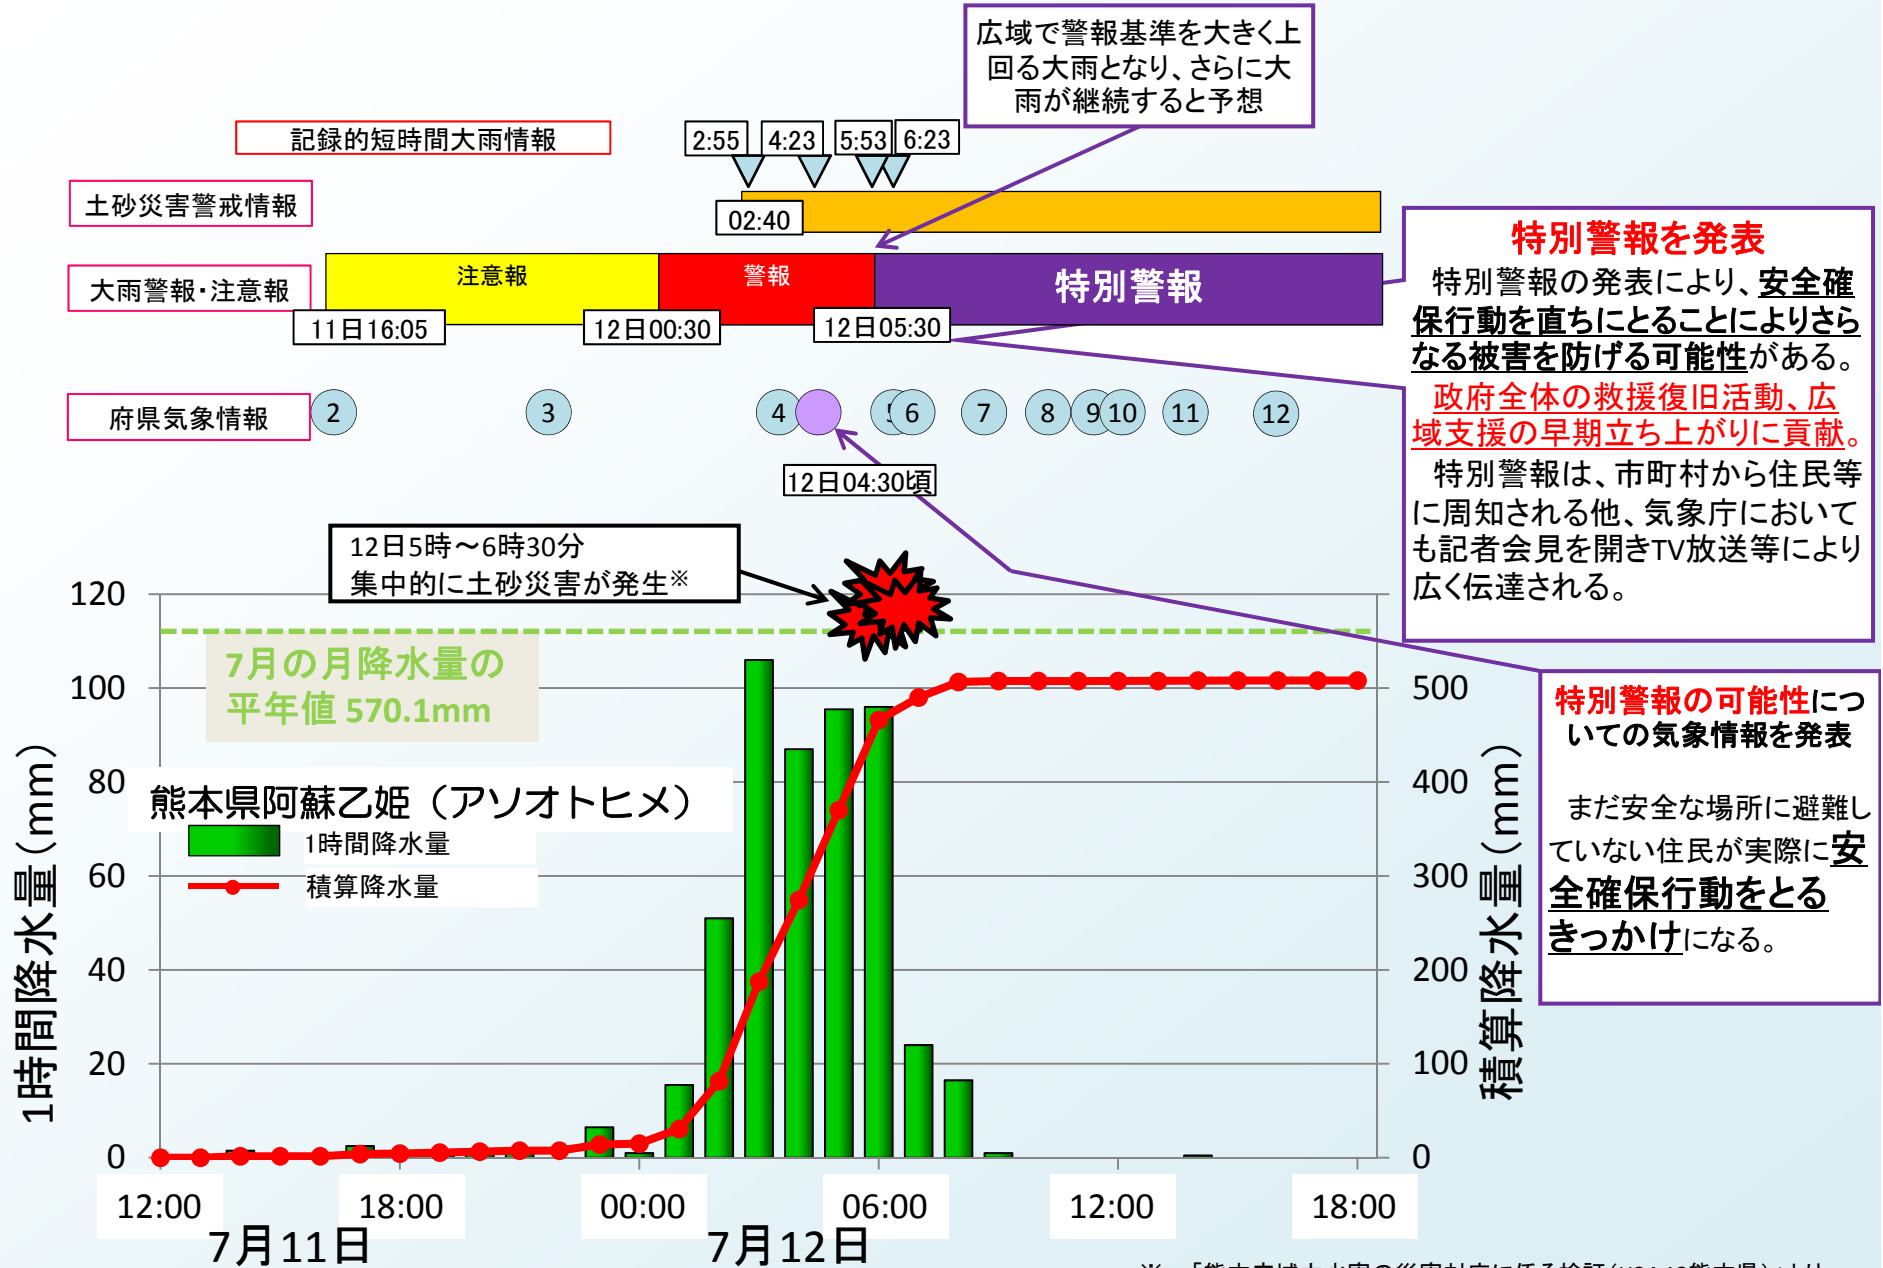 広域で警報基準を大きく上
回る大雨となり、さらに大
雨が継続すると予想
記録的短時間大雨情報
2:55
4:23
5:53
6:23
土砂災害警戒情報
02:40
大雨警報・注意報
注意報
警報
特別警報
11日16:05
12日00:30
12日05:30
府県気象情報
2
3
4
5
6
7
8
9
10
11
12
12日04:30頃
特別警報を発表
特別警報の発表により、安全確
保行動を直ちにとることによりさら
なる被害を防げる可能性がある。
政府全体の救援復旧活動、広
域支援の早期立ち上がりに貢献。
特別警報は、市町村から住民等
に周知される他、気象庁において
も記者会見を開きTV放送等により
広く伝達される。
12日5時～6時30分
集中的に土砂災害が発生※
7月の月降水量の
平年値 570.1mm
熊本県阿蘇乙姫（アソオトヒメ）
1時間降水量
積算降水量
1時間降水量（mm）
120
100
80
60
40
20
0
積算降水量（mm）
500
400
300
200
100
0
12:00
18:00
00:00
06:00
12:00
18:00
7月11日
7月12日
特別警報の可能性につ
いての気象情報を発表
まだ安全な場所に避難し
ていない住民が実際に安
全確保行動をとる
きっかけになる。